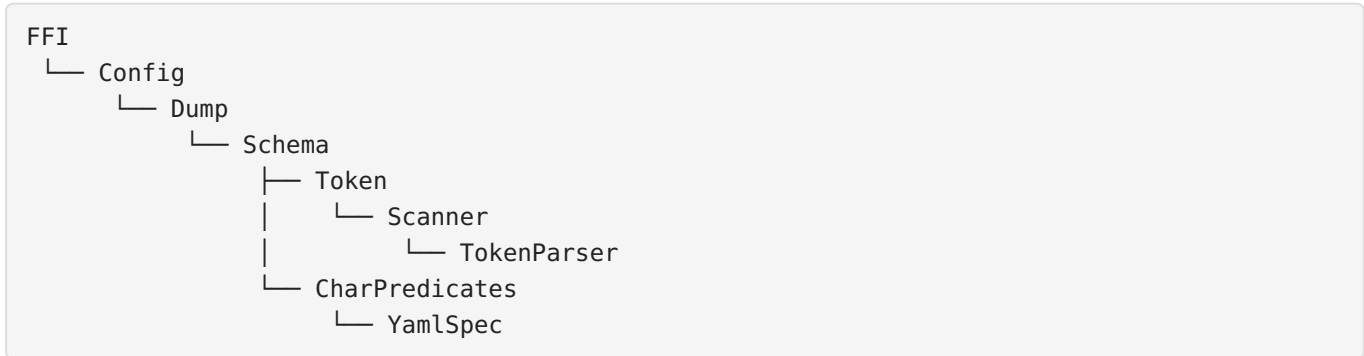 FFI
└── Config
└── Dump
└── Schema
├── Token
│ └── Scanner
│ └── TokenParser
└── CharPredicates
└── YamlSpec